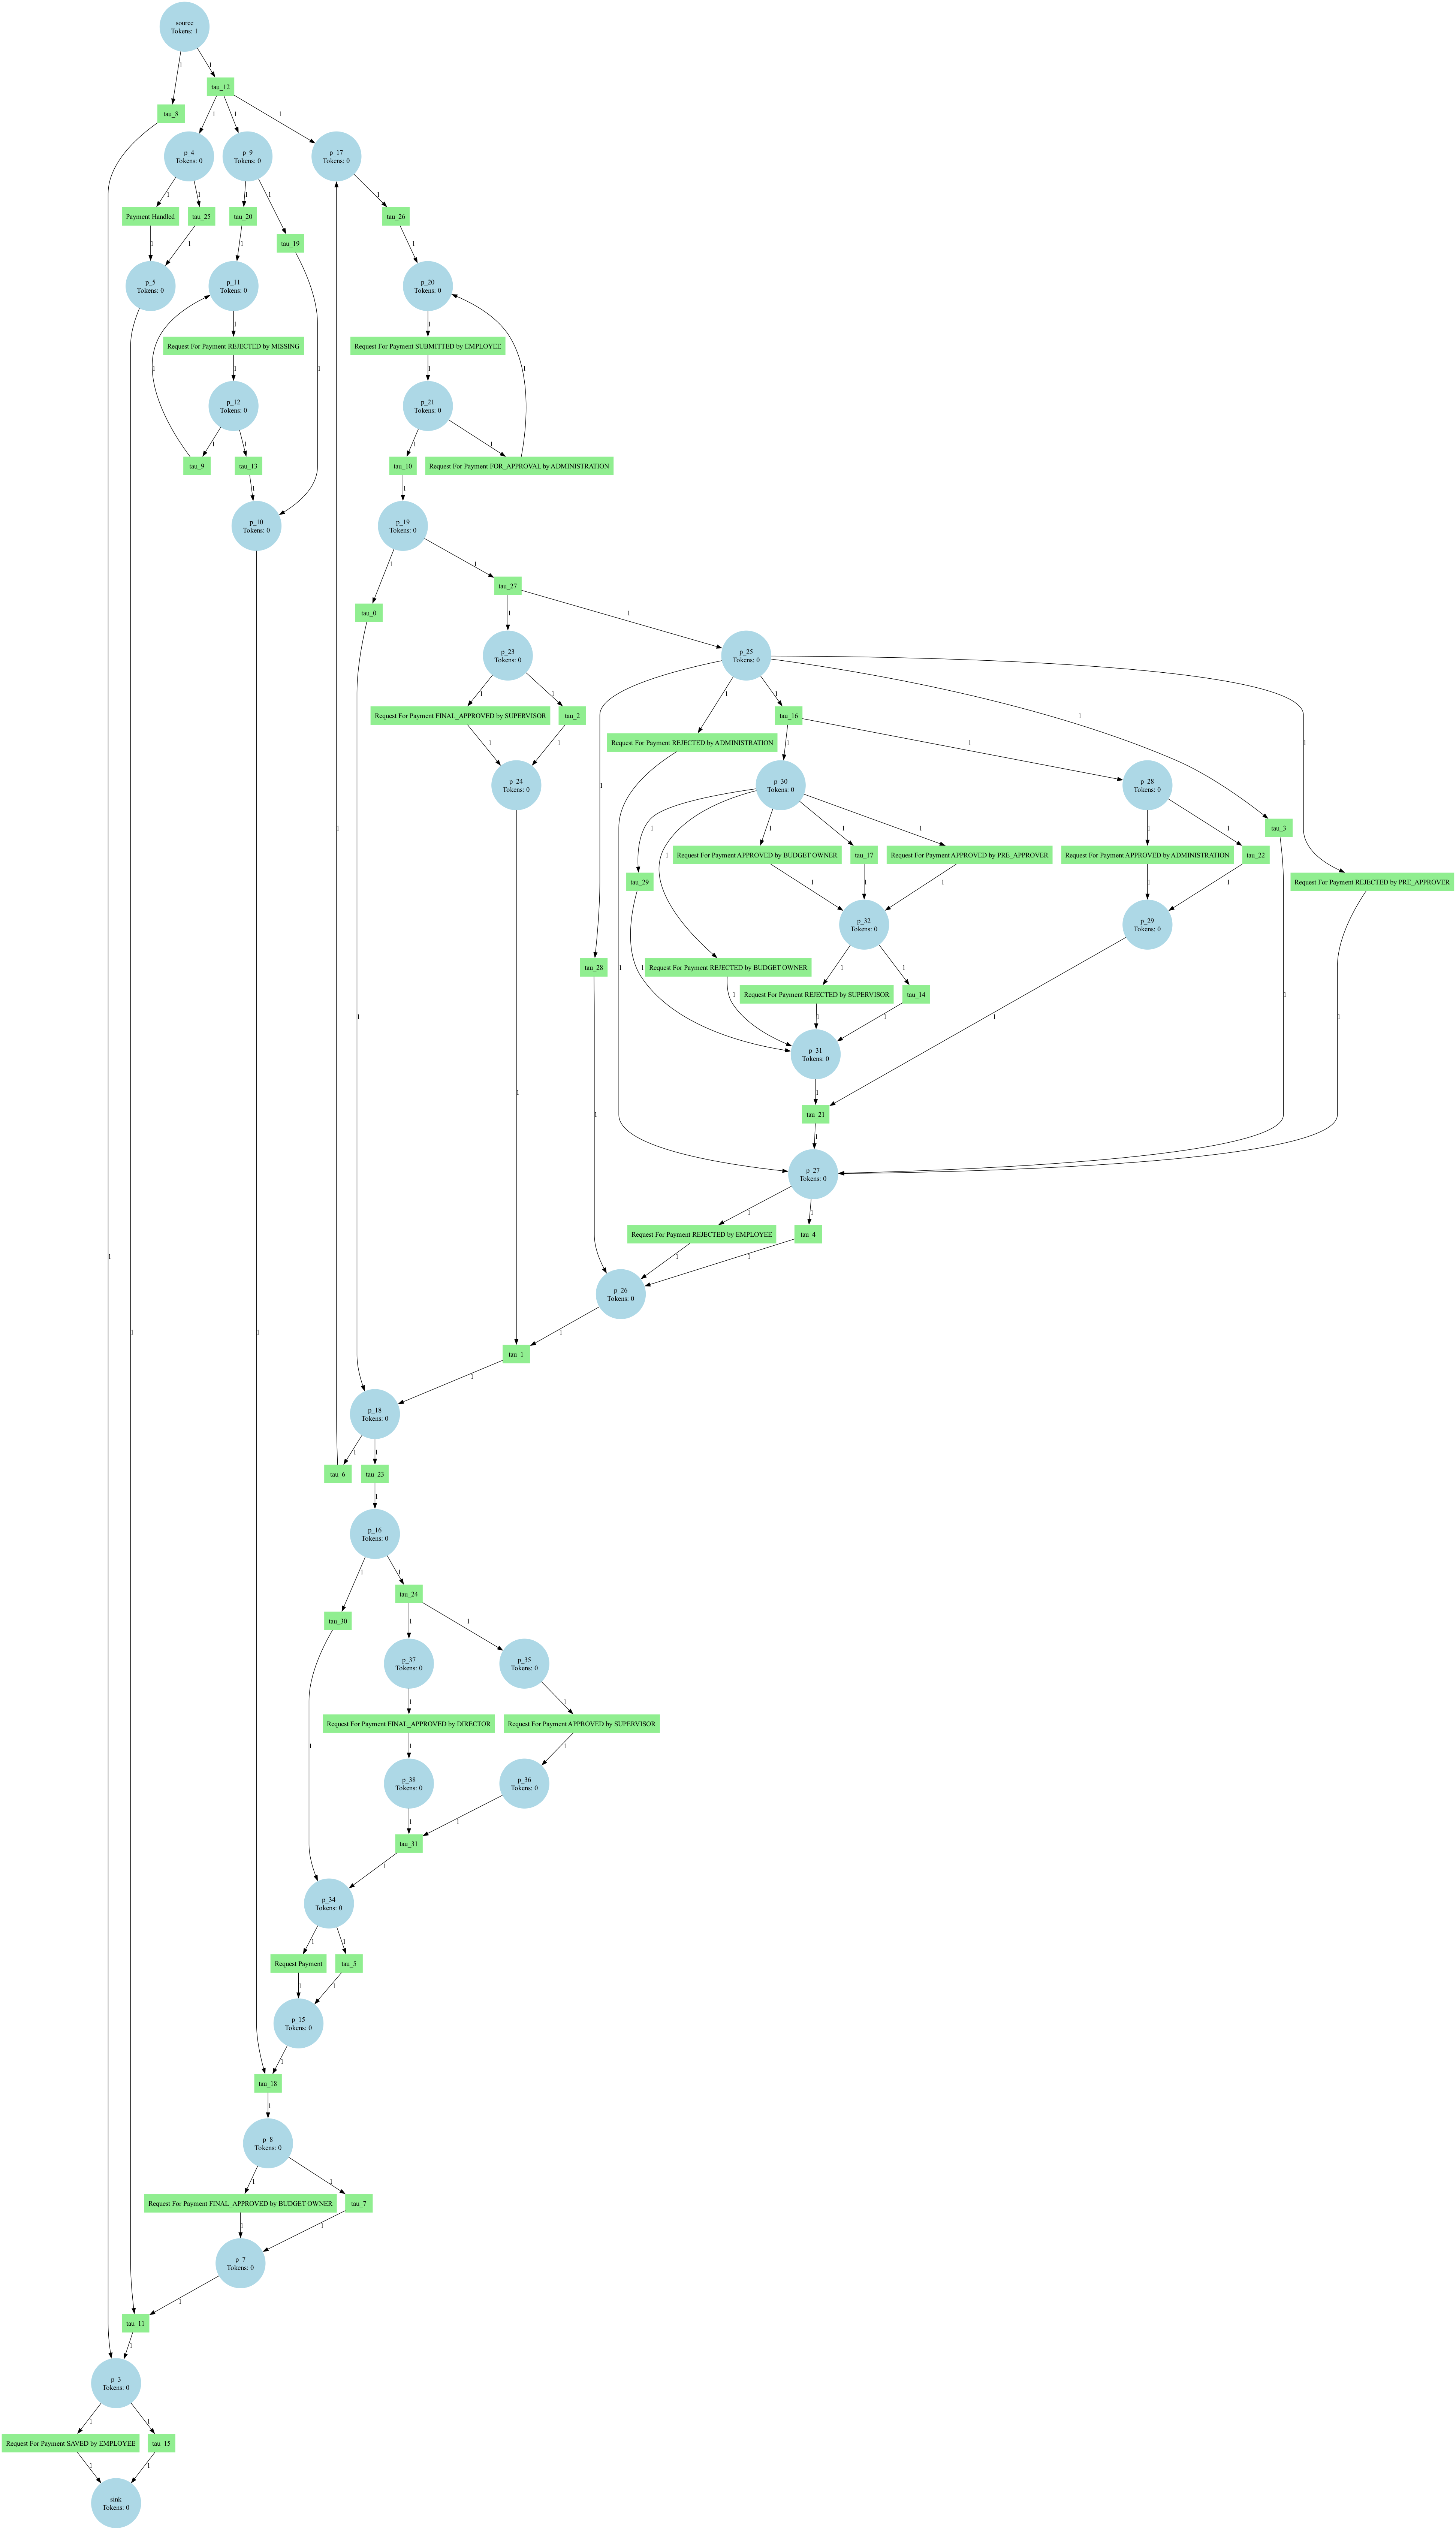 source
Tokens: 1
1
1
tau_12
tau_8
1
1
1
p_4
Tokens: 0
p_9
Tokens: 0
p_17
Tokens: 0
1
1
1
1
1
Payment Handled
tau_25
tau_20
tau_26
tau_19
1
1
1
1
p_5
Tokens: 0
p_11
Tokens: 0
p_20
Tokens: 0
1
1
Request For Payment REJECTED by MISSING
Request For Payment SUBMITTED by EMPLOYEE
1
1
1
1
1
p_12
Tokens: 0
p_21
Tokens: 0
1
1
1
1
tau_9
tau_13
tau_10
Request For Payment FOR_APPROVAL by ADMINISTRATION
1
1
p_10
Tokens: 0
p_19
Tokens: 0
1
1
tau_27
tau_0
1
1
p_23
Tokens: 0
p_25
Tokens: 0
1
1
1
1
1
1
1
Request For Payment FINAL_APPROVED by SUPERVISOR
tau_2
tau_16
Request For Payment REJECTED by ADMINISTRATION
1
1
1
1
p_24
Tokens: 0
p_30
Tokens: 0
p_28
Tokens: 0
1
1
1
1
1
1
1
1
1
tau_3
Request For Payment APPROVED by BUDGET OWNER
tau_17
Request For Payment APPROVED by PRE_APPROVER
Request For Payment APPROVED by ADMINISTRATION
tau_22
tau_29
Request For Payment REJECTED by PRE_APPROVER
1
1
1
1
1
p_32
Tokens: 0
p_29
Tokens: 0
1
1
tau_28
1
1
Request For Payment REJECTED by BUDGET OWNER
Request For Payment REJECTED by SUPERVISOR
tau_14
1
1
1
1
1
1
1
p_31
Tokens: 0
1
1
1
tau_21
1
p_27
Tokens: 0
1
1
Request For Payment REJECTED by EMPLOYEE
tau_4
1
1
1
p_26
Tokens: 0
1
1
tau_1
1
p_18
Tokens: 0
1
1
tau_6
tau_23
1
p_16
Tokens: 0
1
1
tau_24
tau_30
1
1
p_37
Tokens: 0
p_35
Tokens: 0
1
1
Request For Payment FINAL_APPROVED by DIRECTOR
Request For Payment APPROVED by SUPERVISOR
1
1
1
p_38
Tokens: 0
p_36
Tokens: 0
1
1
tau_31
1
p_34
Tokens: 0
1
1
Request Payment
tau_5
1
1
p_15
Tokens: 0
1
tau_18
1
p_8
Tokens: 0
1
1
Request For Payment FINAL_APPROVED by BUDGET OWNER
tau_7
1
1
p_7
Tokens: 0
1
tau_11
1
p_3
Tokens: 0
1
1
Request For Payment SAVED by EMPLOYEE
tau_15
1
1
sink
Tokens: 0